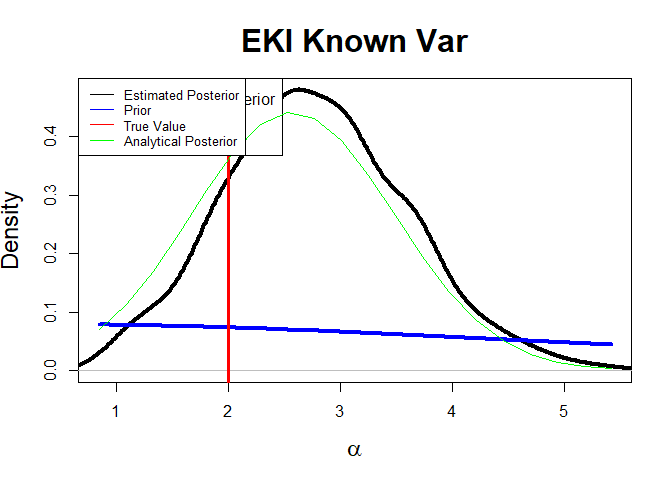 EKI Known Var
Estimated Posterior
Prior
True Value
Analytical Posterior
erior
Density
0.0
0.1
0.2
0.3
0.4
1
2
3
4
5
α